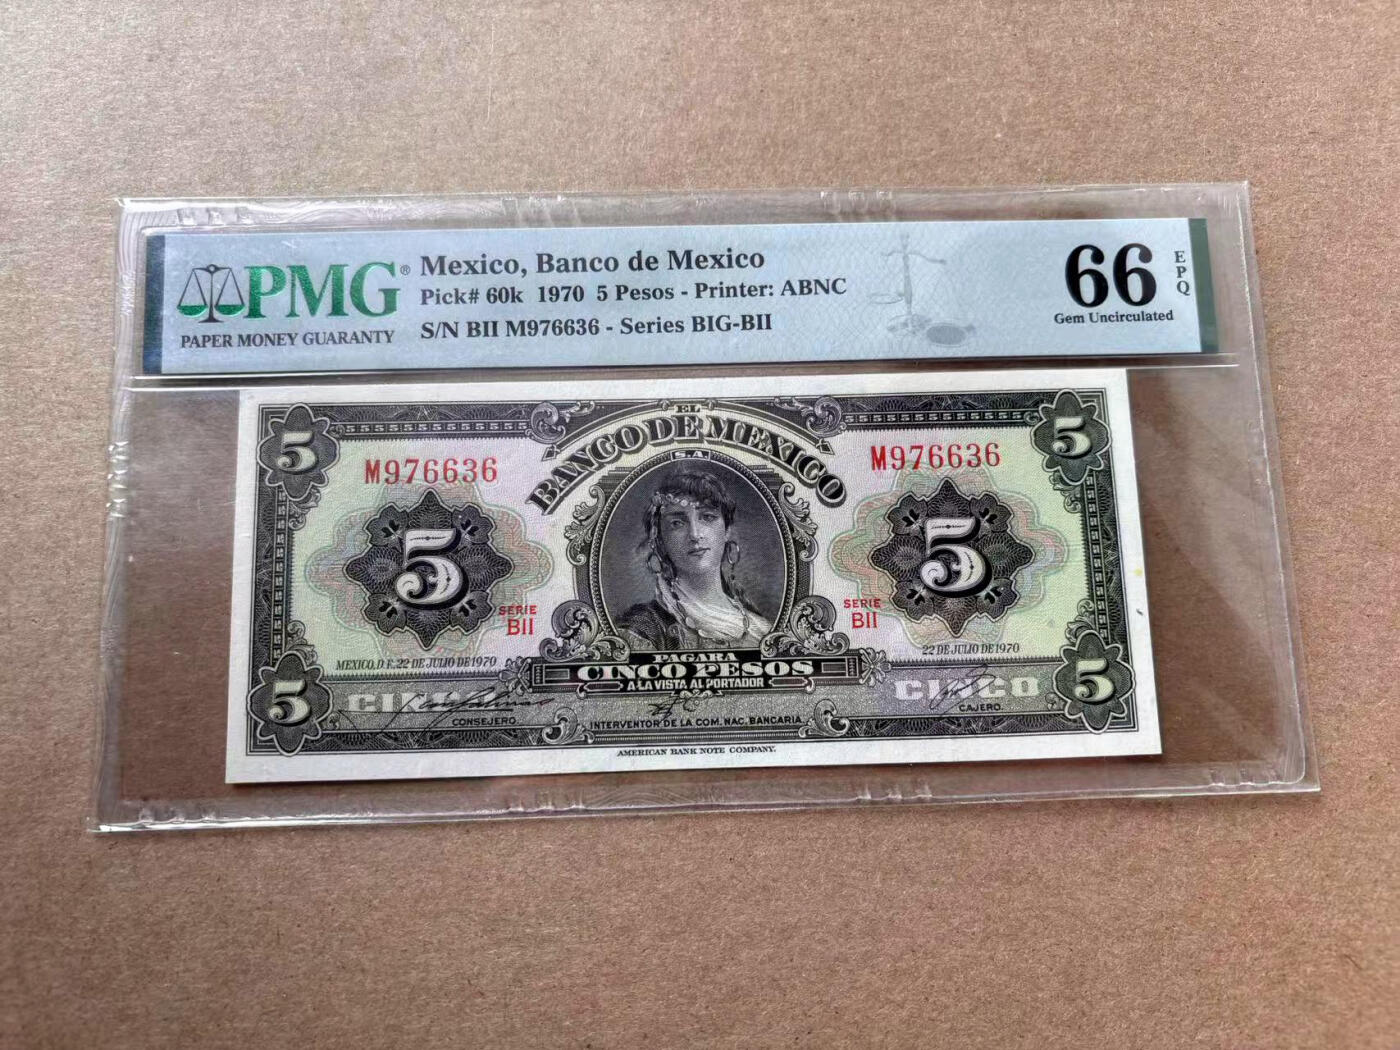 PMG®
PAPER MONEY GUARANTY
Mexico, Banco de Mexico
Pick# 60k 1970 5 Pesos - Printer: ABNC
S/N BII M976636 - Series BIG-BII
66 EPQ
Gem Uncirculated
EL
BANCO DE MEXICO
S.A.
5 5
M976636 M976636
5 5
SERIE BII
SERIE BII
MEXICO, D.F. 22 DE JULIO DE 1970
22 DE JULIO DE 1970
PAGARA
CINCO PESOS
A LA VISTA AL PORTADOR
5 CINCO CINCO 5
CONSEJERO.
INTERVENTOR DE LA COM. NAC. BANCARIA.
CAJERO.
AMERICAN BANK NOTE COMPANY.